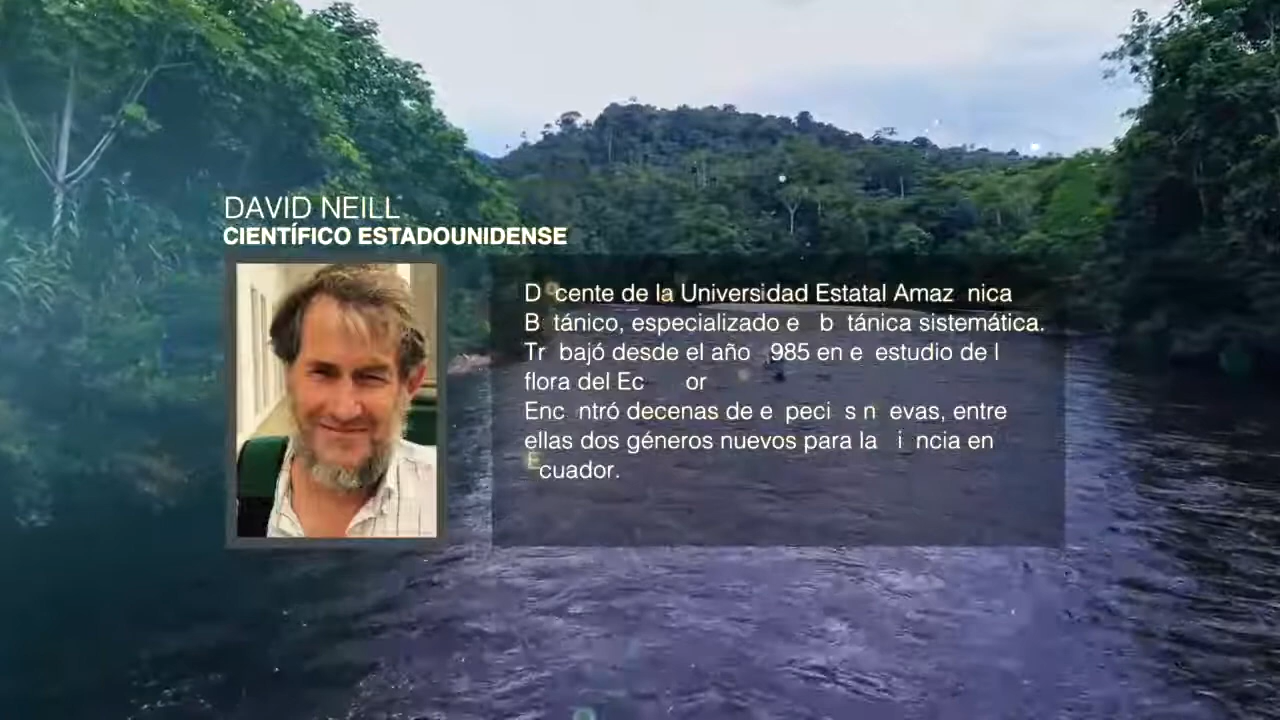 DAVID NEILL
CIENTÍFICO ESTADOUNIDENSE
D cente de la Universidad Estatal Amaz nica
B tánico, especializado e b tánica sistemática.
Tr bajó desde el año 985 en e estudio de l
flora del Ec or
Enc ntró decenas de e peci s n evas, entre
ellas dos géneros nuevos para la i ncia en
Ecuador.